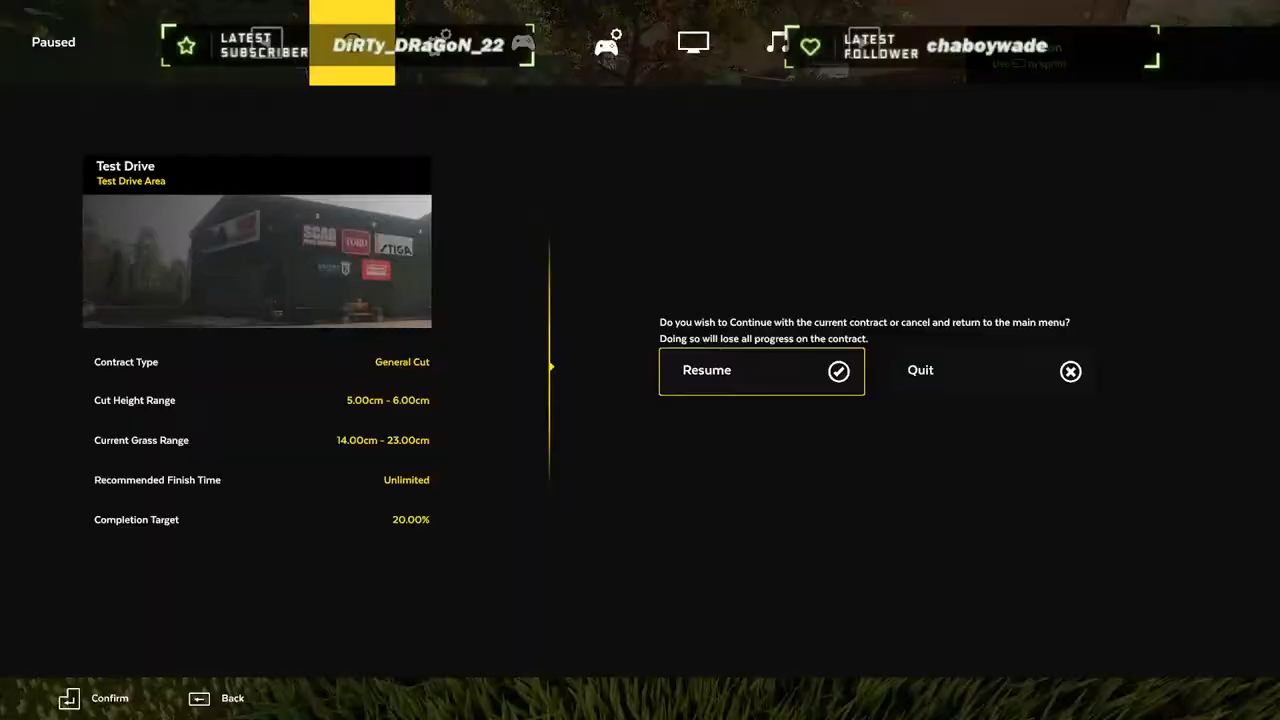 Paused
LATEST
SUBSCRIBER
DiRTy_DRaGoN_22
LATEST
FOLLOWER
chaboywade
to sprint
Test Drive
Test Drive Area
SCAG
TORO
STIGA
Contract Type
General Cut
Cut Height Range
5.00cm - 6.00cm
Current Grass Range
14.00cm - 23.00cm
Recommended Finish Time
Unlimited
Completion Target
20.00%
Do you wish to Continue with the current contract or cancel and return to the main menu?
Doing so will lose all progress on the contract.
Resume
Quit
Confirm
Back